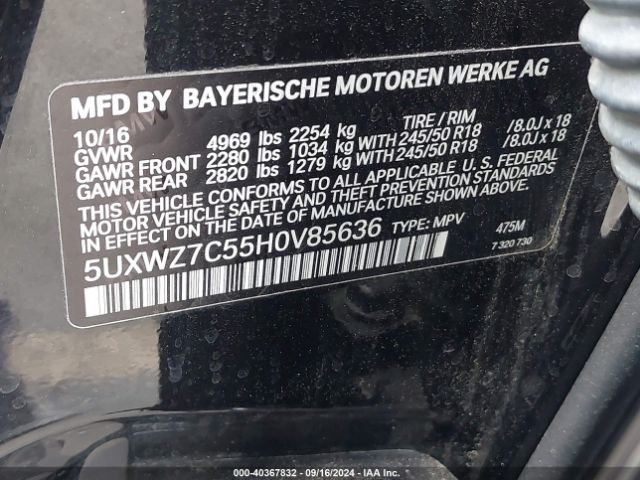 MFD BY BAYERISCHE MOTOREN WERKE AG
10/16 TIRE / RIM
GVWR 4969 lbs 2254 kg
GAWR FRONT 2280 lbs 1034 kg WITH 245/50 R18 /8.0J x 18
GAWR REAR 2820 lbs 1279 kg WITH 245/50 R18 /8.0J x 18
THIS VEHICLE CONFORMS TO ALL APPLICABLE U. S. FEDERAL
MOTOR VEHICLE SAFETY AND THEFT PREVENTION STANDARDS
IN EFFECT ON THE DATE OF MANUFACTURE SHOWN ABOVE.
5UXWZ7C55H0V85636 TYPE: MPV 475M
7 320 730
000-40367832 / 09/16/2024 - IAA Inc.